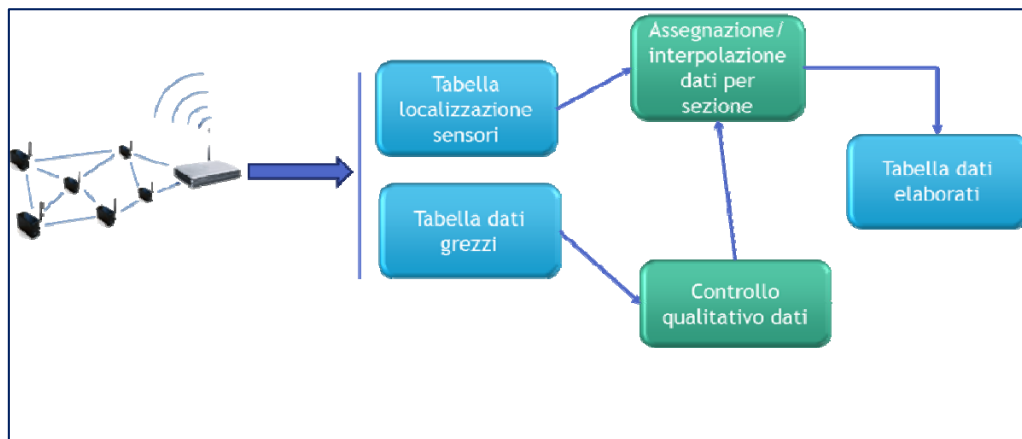 Tabella
localizzazione
sensori
Tabella dati
grezzi
Assegnazione/
interpolazione
dati per
sezione
Controllo
qualitativo dati
Tabella dati
elaborati